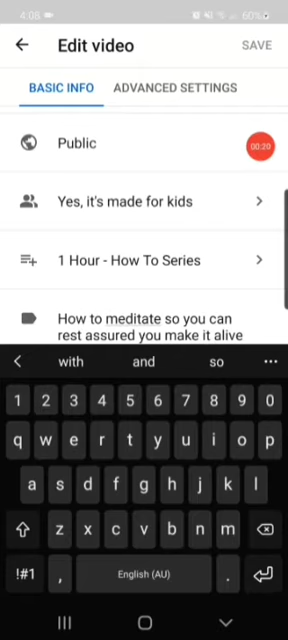 4:08
60%
Edit video
SAVE
BASIC INFO
ADVANCED SETTINGS
Public
00:20
Yes, it's made for kids
1 Hour - How To Series
How to meditate so you can
rest assured you make it alive
with and so
1 2 3 4 5 6 7 8 9 0
q w e r t y u i o p
a s d f g h j k l
z x c v b n m
!#1 , English (AU) .